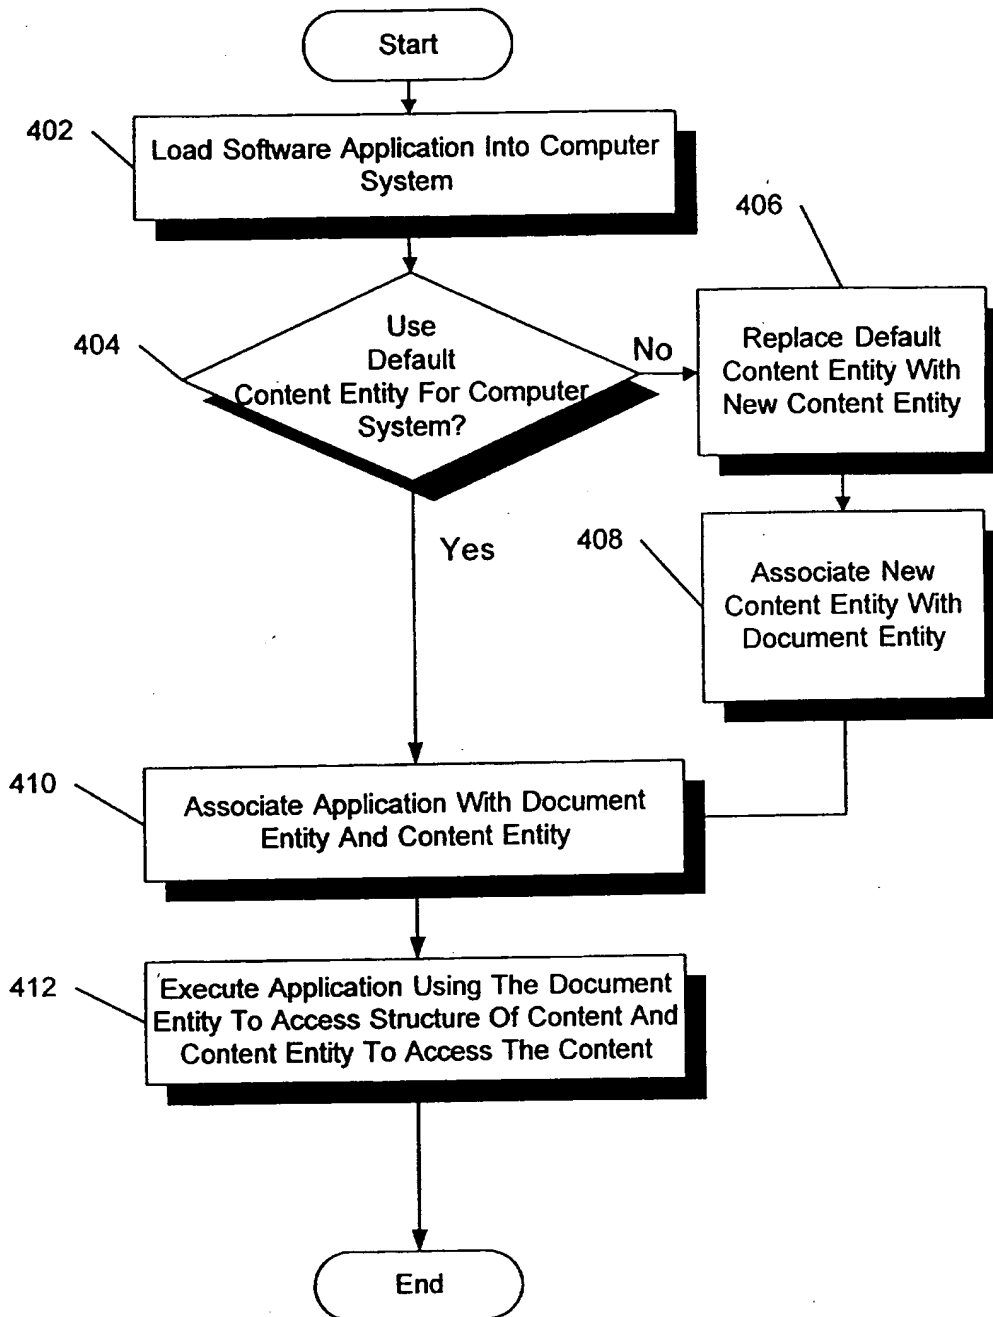 Start
402
Load Software Application Into Computer
System
406
404
Use
Default
Content Entity For Computer
System?
No
Replace Default
Content Entity With
New Content Entity
Yes
408
Associate New
Content Entity With
Document Entity
410
Associate Application With Document
Entity And Content Entity
412
Execute Application Using The Document
Entity To Access Structure Of Content And
Content Entity To Access The Content
End